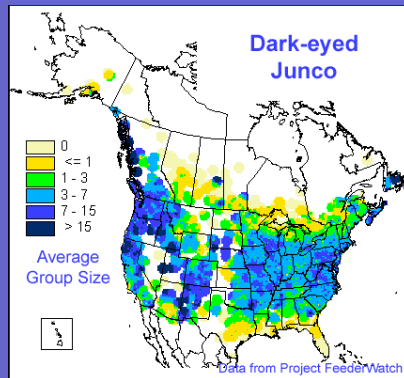 Dark-eyed
Junco
0
<= 1
1 - 3
3 - 7
7 - 15
> 15
Average
Group Size
Data from Project FeederWatch